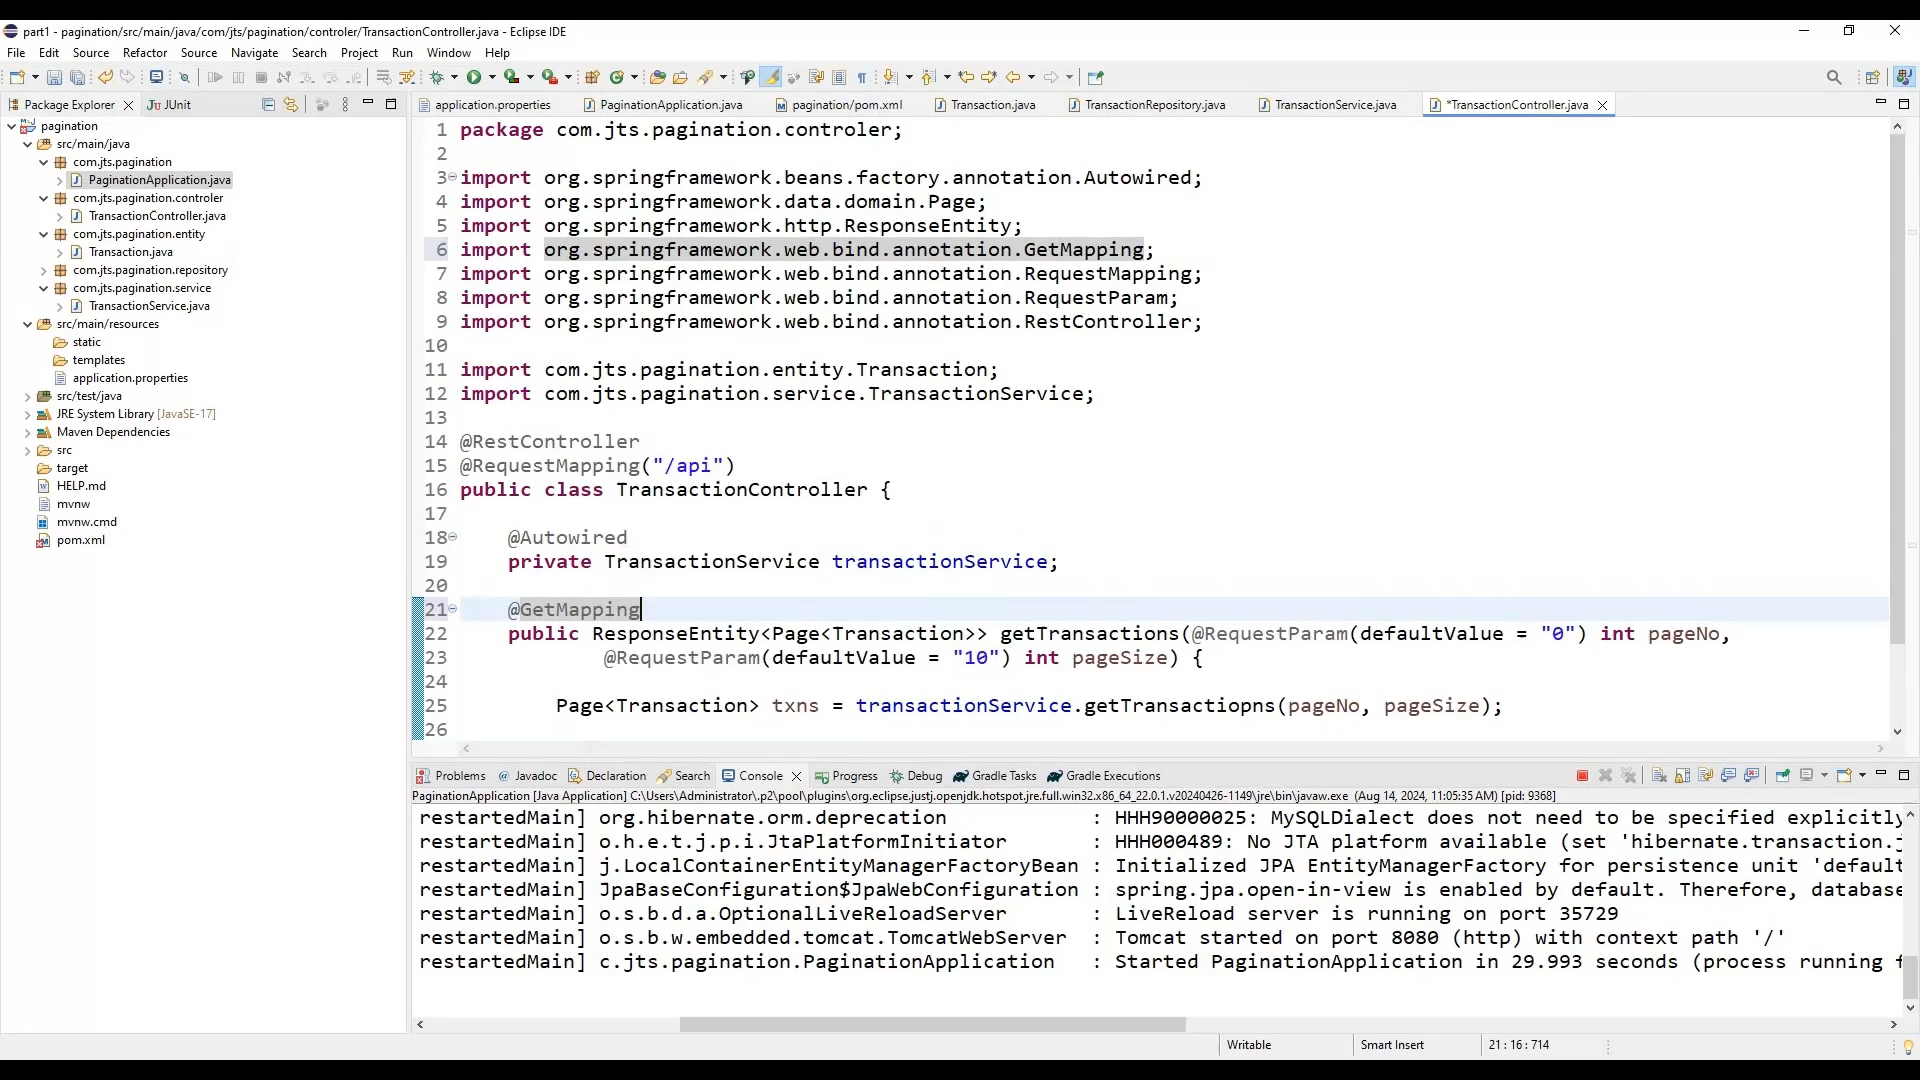 part1 - pagination/src/main/java/com/jts/pagination/controler/TransactionController.java - Eclipse IDE
File Edit Source Refactor Source Navigate Search Project Run Window Help
Package Explorer JUnit
application.properties PaginationApplication.java pagination/pom.xml Transaction.java TransactionRepository.java TransactionService.java *TransactionController.java
pagination
src/main/java
com.jts.pagination
PaginationApplication.java
com.jts.pagination.controler
TransactionController.java
com.jts.pagination.entity
Transaction.java
com.jts.pagination.repository
com.jts.pagination.service
TransactionService.java
src/main/resources
static
templates
application.properties
src/test/java
JRE System Library [JavaSE-17]
Maven Dependencies
src
target
HELP.md
mvnw
mvnw.cmd
pom.xml
1 package com.jts.pagination.controler;
2
3 import org.springframework.beans.factory.annotation.Autowired;
4 import org.springframework.data.domain.Page;
5 import org.springframework.http.ResponseEntity;
6 import org.springframework.web.bind.annotation.GetMapping;
7 import org.springframework.web.bind.annotation.RequestMapping;
8 import org.springframework.web.bind.annotation.RequestParam;
9 import org.springframework.web.bind.annotation.RestController;
10
11 import com.jts.pagination.entity.Transaction;
12 import com.jts.pagination.service.TransactionService;
13
14 @RestController
15 @RequestMapping("/api")
16 public class TransactionController {
17
18 @Autowired
19 private TransactionService transactionService;
20
21 @GetMapping
22 public ResponseEntity<Page<Transaction>> getTransactions(@RequestParam(defaultValue = "0") int pageNo,
23 @RequestParam(defaultValue = "10") int pageSize) {
24
25 Page<Transaction> txns = transactionService.getTransactiopns(pageNo, pageSize);
26
Problems Javadoc Declaration Search Console Progress Debug Gradle Tasks Gradle Executions
PaginationApplication [Java Application] C:\Users\Administrator\.p2\pool\plugins\org.eclipse.justj.openjdk.hotspot.jre.full.win32.x86_64_22.0.1.v20240426-1149\jre\bin\javaw.exe (Aug 14, 2024, 11:05:35 AM) [pid: 9368]
restartedMain] org.hibernate.orm.deprecation : HHH90000025: MySQLDialect does not need to be specified explicitly
restartedMain] o.h.e.t.j.p.i.JtaPlatformInitiator : HHH000489: No JTA platform available (set 'hibernate.transaction.j
restartedMain] j.LocalContainerEntityManagerFactoryBean : Initialized JPA EntityManagerFactory for persistence unit 'default
restartedMain] JpaBaseConfiguration$JpaWebConfiguration : spring.jpa.open-in-view is enabled by default. Therefore, database
restartedMain] o.s.b.d.a.OptionalLiveReloadServer : LiveReload server is running on port 35729
restartedMain] o.s.b.w.embedded.tomcat.TomcatWebServer : Tomcat started on port 8080 (http) with context path '/'
restartedMain] c.jts.pagination.PaginationApplication : Started PaginationApplication in 29.993 seconds (process running f
Writable Smart Insert 21 : 16 : 714